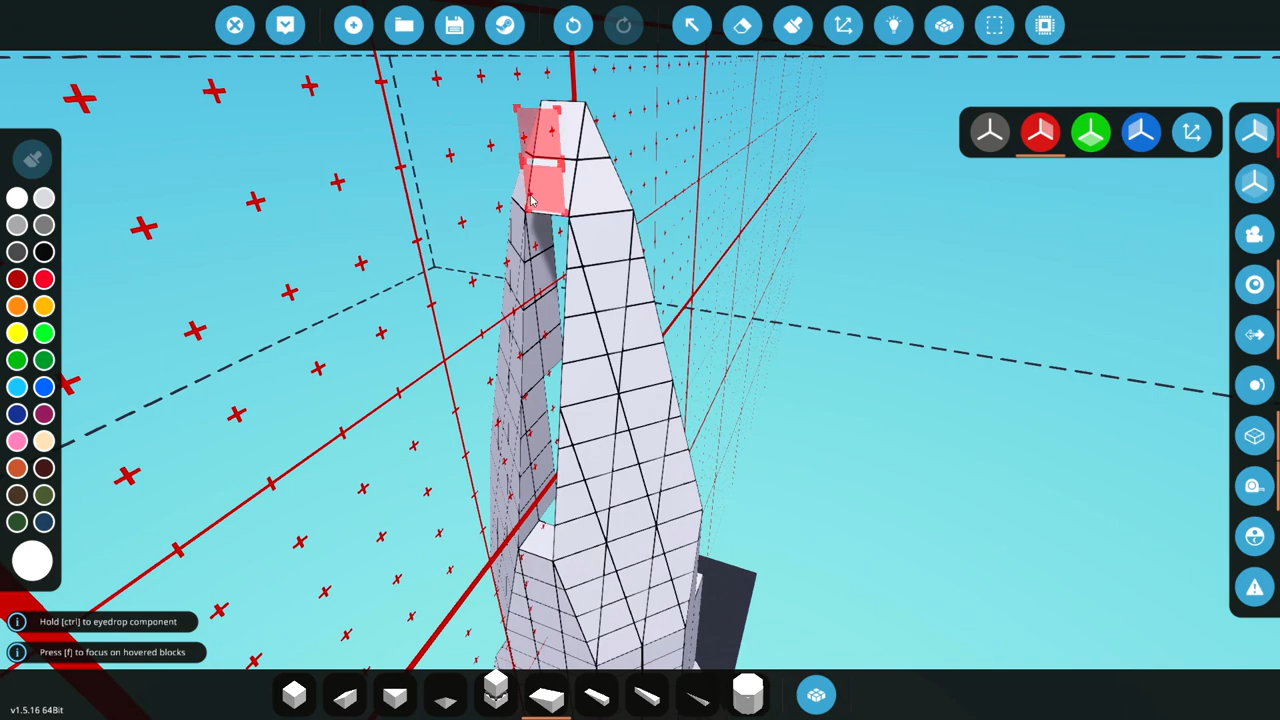 Hold [ctrl] to eyedrop component
Press [f] to focus on hovered blocks
v1.5.16 64Bit